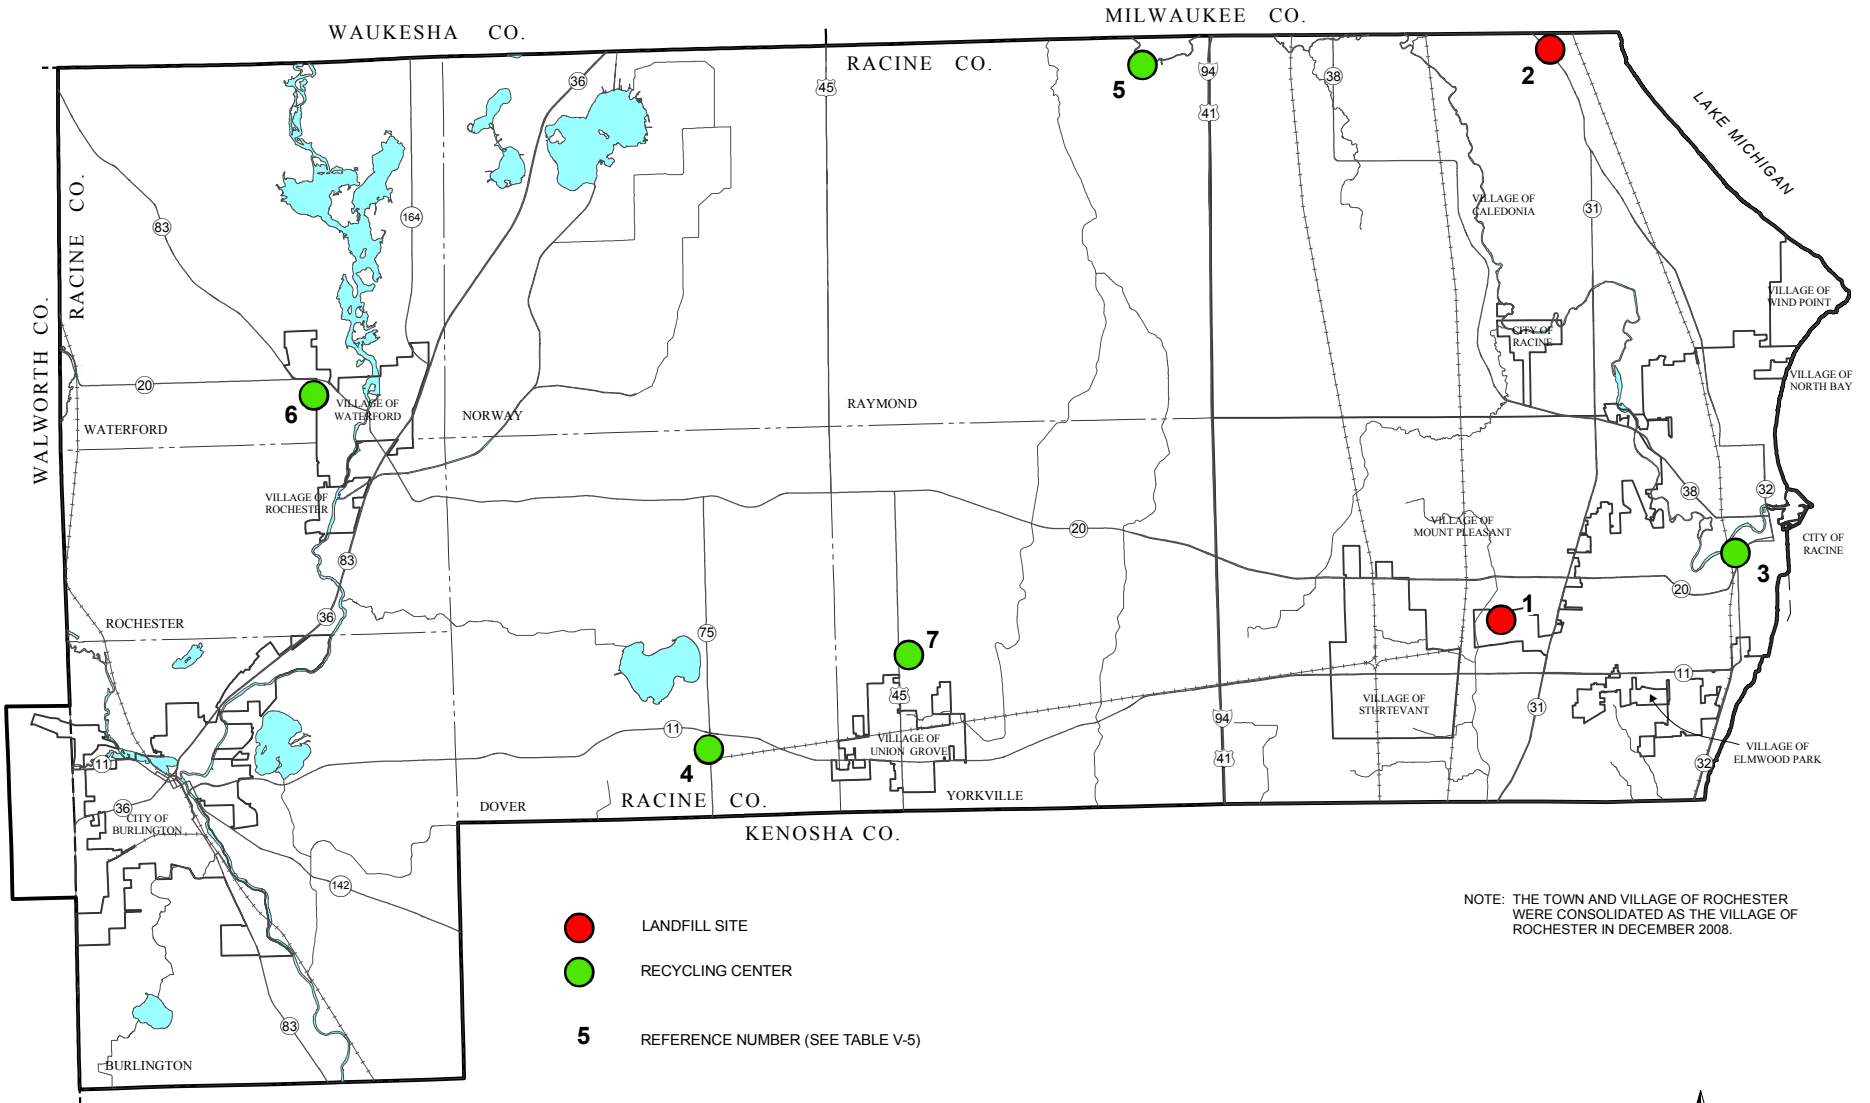 WAUKESHA CO.
MILWAUKEE CO.
RACINE CO.
WALWORTH CO.
RACINE CO.
LAKE MICHIGAN
36
45
5
94
41
38
2
83
164
31
VILLAGE OF
CALEDONIA
VILLAGE OF
WIND POINT
CITY OF
RACINE
VILLAGE OF
NORTH BAY
20
6
VILLAGE OF
WATERFORD
WATERFORD
NORWAY
RAYMOND
VILLAGE OF
ROCHESTER
38
32
20
VILLAGE OF
MOUNT PLEASANT
CITY OF
RACINE
83
3
20
1
36
ROCHESTER
75
7
45
11
VILLAGE OF
STURTEVANT
31
94
41
11
4
VILLAGE OF
UNION GROVE
VILLAGE OF
ELMWOOD PARK
32
11
36
CITY OF
BURLINGTON
DOVER
RACINE CO.
YORKVILLE
KENOSHA CO.
142
83
BURLINGTON
LANDFILL SITE
RECYCLING CENTER
5 REFERENCE NUMBER (SEE TABLE V-5)
NOTE: THE TOWN AND VILLAGE OF ROCHESTER
WERE CONSOLIDATED AS THE VILLAGE OF
ROCHESTER IN DECEMBER 2008.